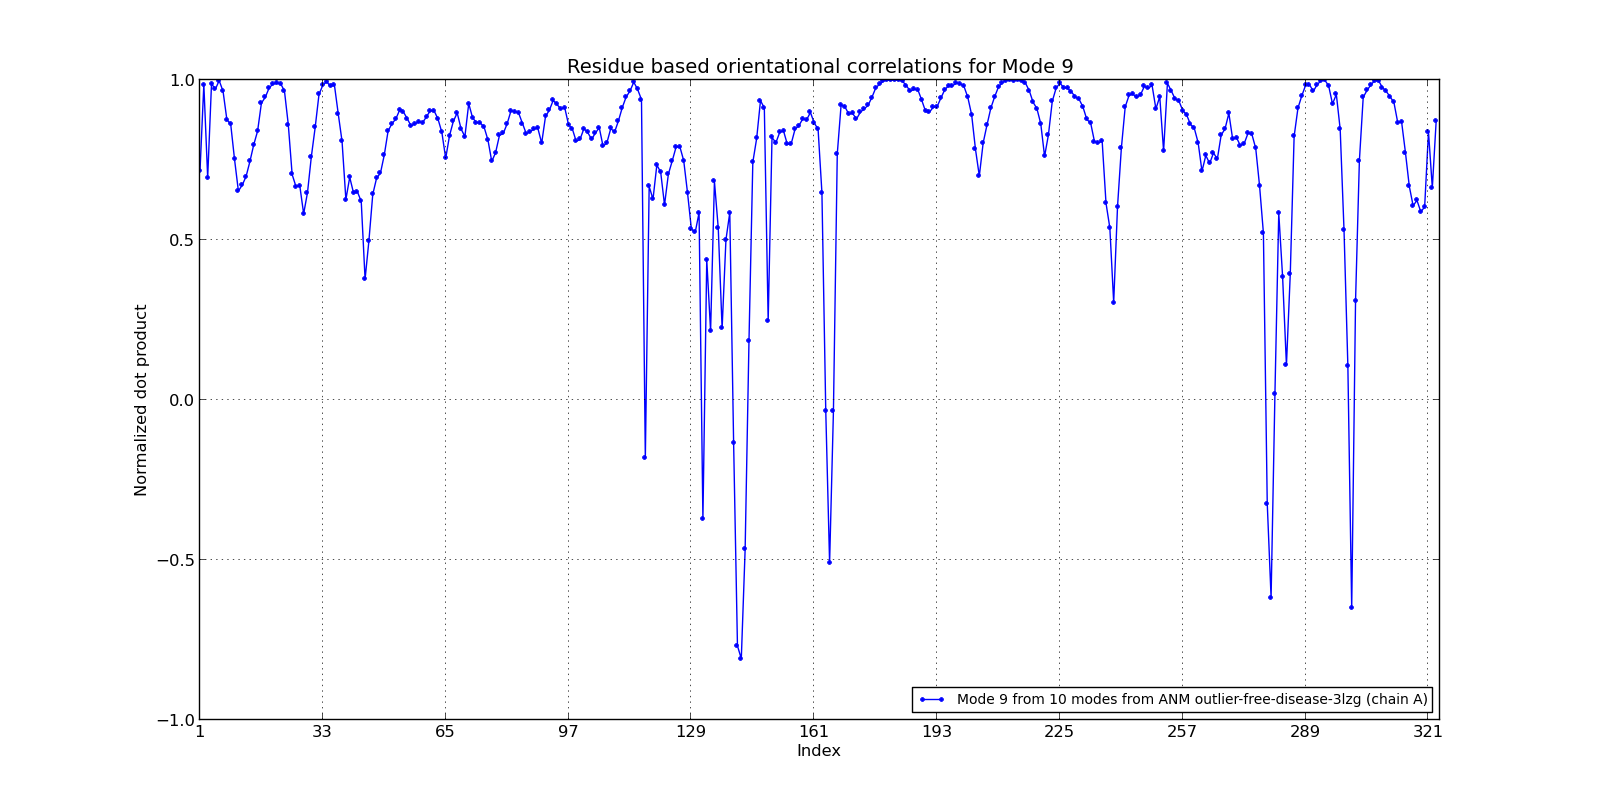 Residue based orientational correlations for Mode 9
1.0
0.5
0.0
−0.5
−1.0
Normalized dot product
1 33 65 97 129 161 193 225 257 289 321
Index
Mode 9 from 10 modes from ANM outlier-free-disease-3lzg (chain A)